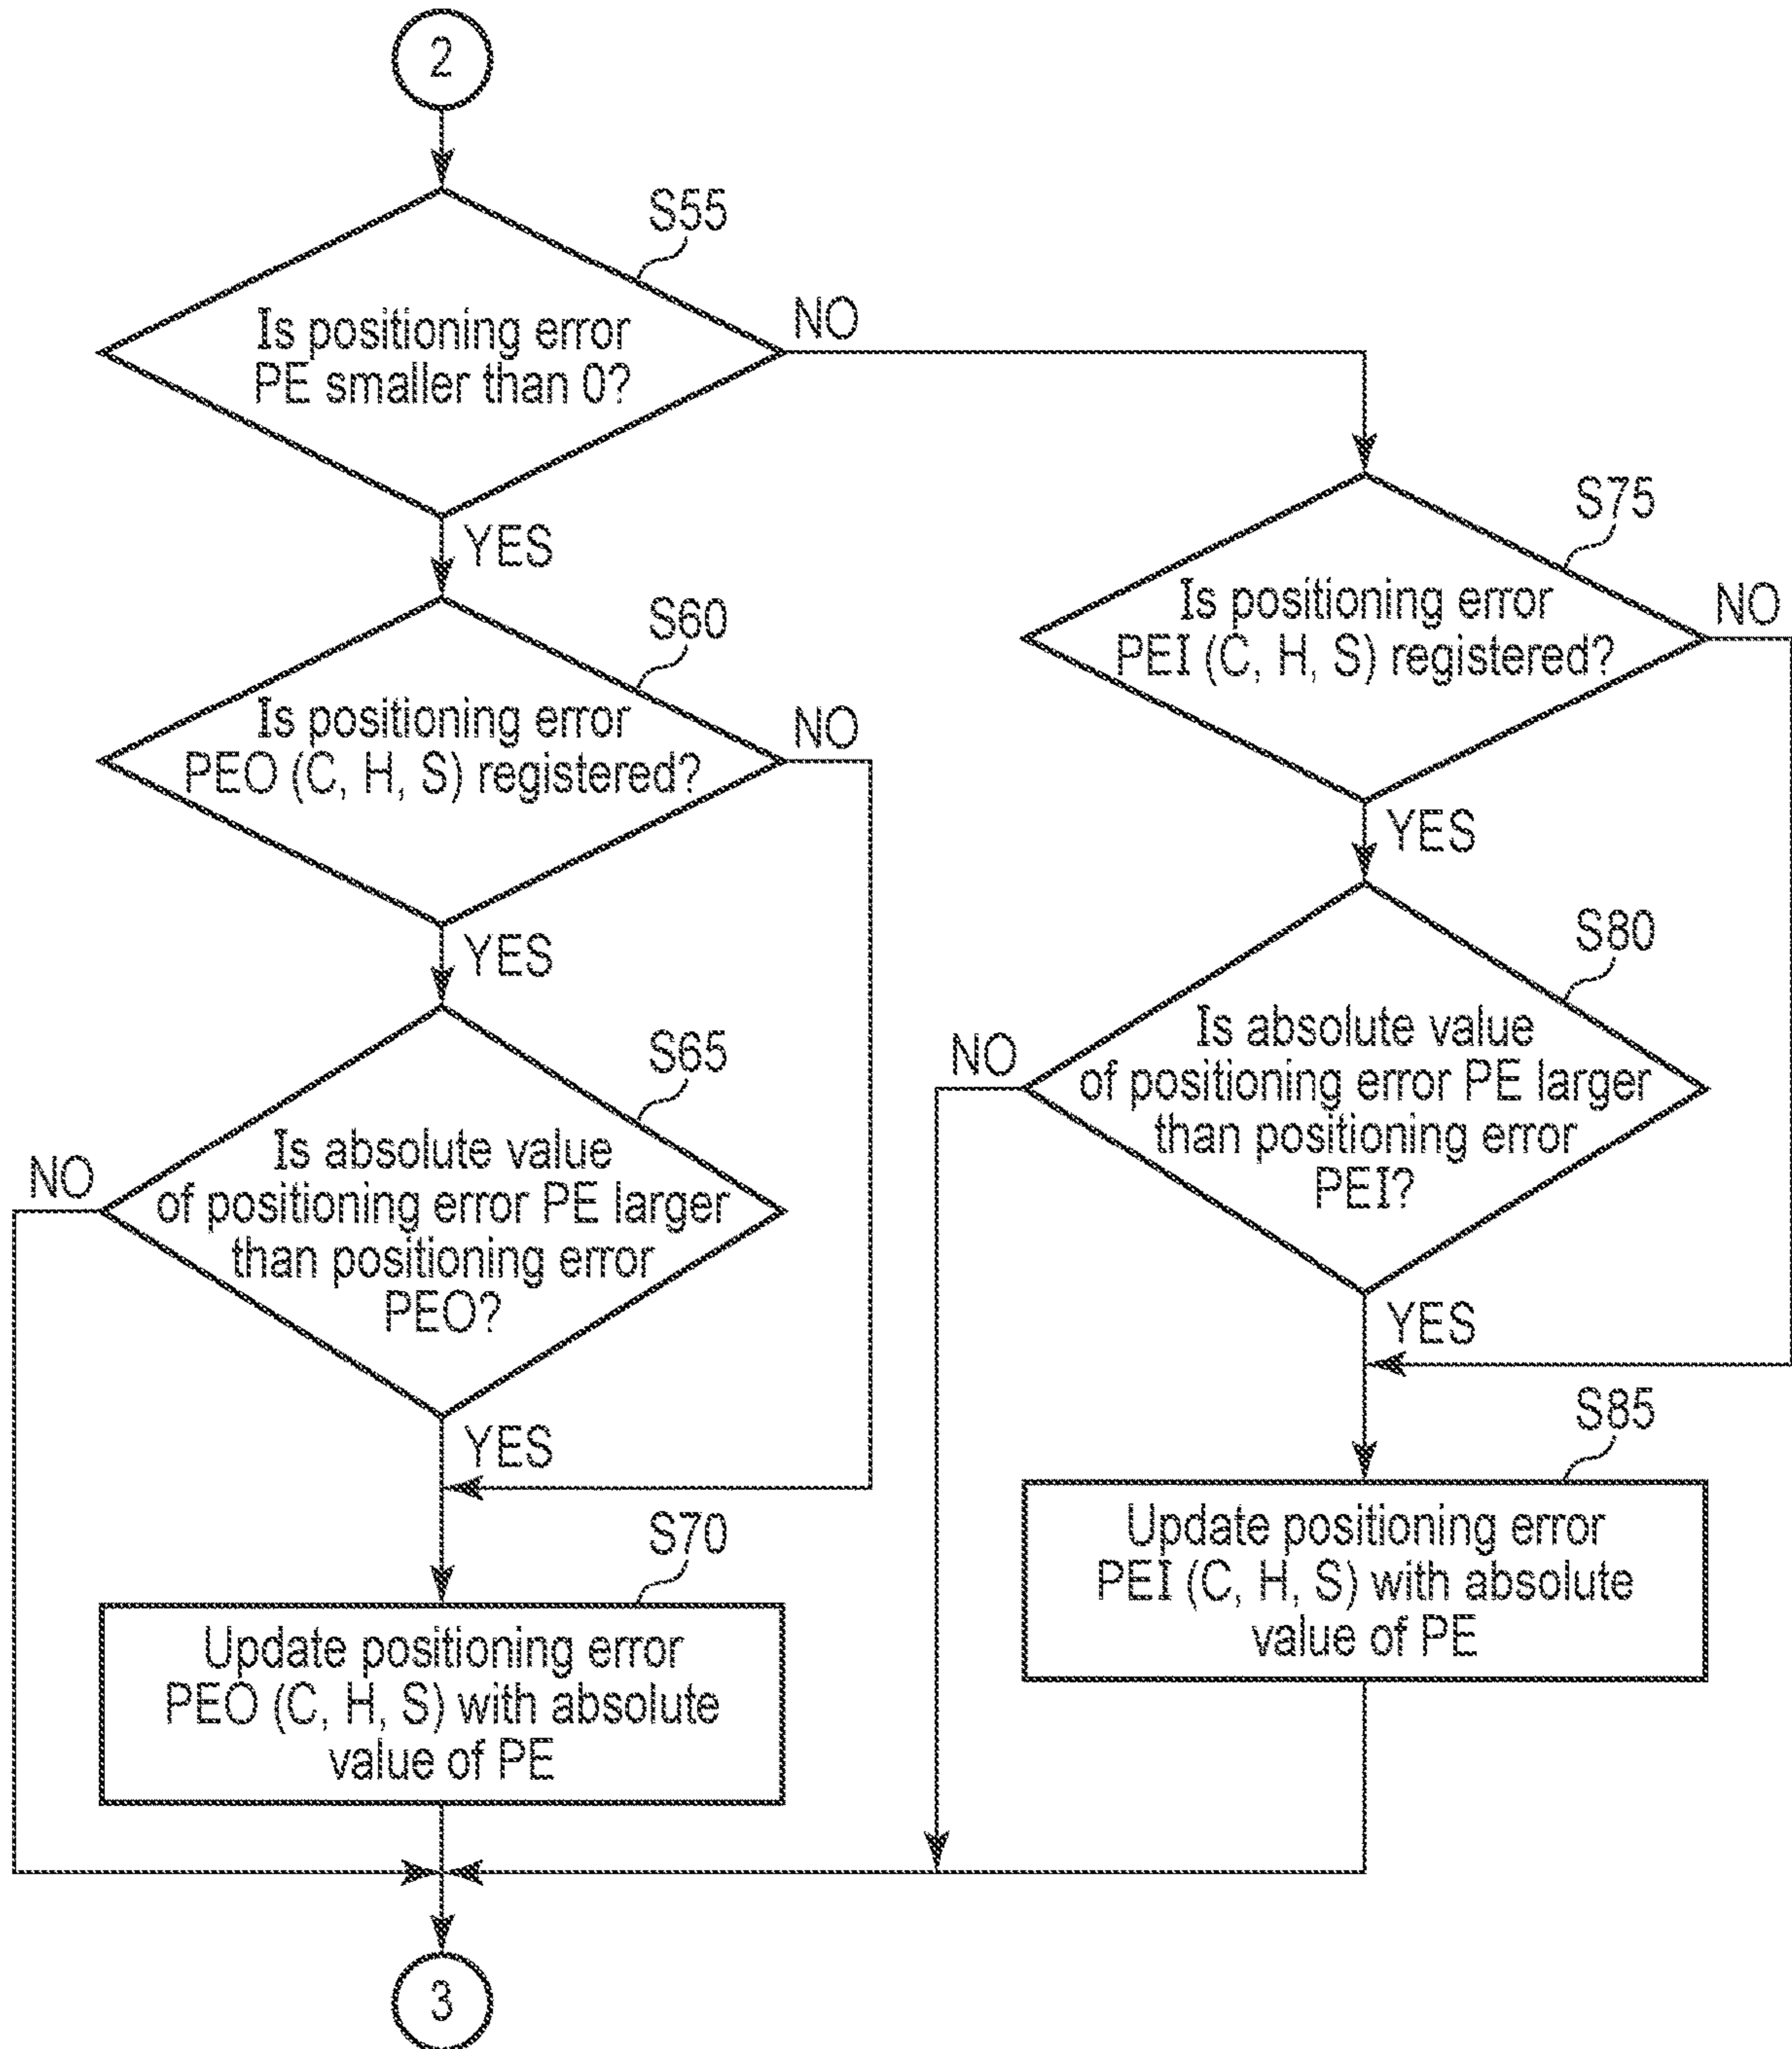 2
S55
Is positioning error
PE smaller than 0?
NO
YES
S60
Is positioning error
PEO (C, H, S) registered?
NO
YES
S65
Is absolute value
of positioning error PE larger
than positioning error
PEO?
NO
YES
S70
Update positioning error
PEO (C, H, S) with absolute
value of PE
S75
Is positioning error
PEI (C, H, S) registered?
NO
YES
S80
Is absolute value
of positioning error PE larger
than positioning error
PEI?
NO
YES
S85
Update positioning error
PEI (C, H, S) with absolute
value of PE
3